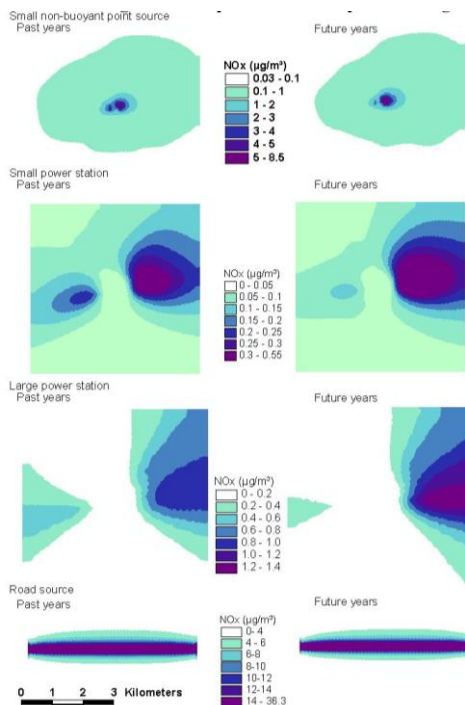 Small non-buoyant point source
Past years
Future years
NOx (µg/m³)
0.03 - 0.1
0.1 - 1
1 - 2
2 - 3
3 - 4
4 - 5
5 - 8.5
Small power station
Past years
Future years
NOx (µg/m³)
0 - 0.05
0.05 - 0.1
0.1 - 0.15
0.15 - 0.2
0.2 - 0.25
0.25 - 0.3
0.3 - 0.55
Large power station
Past years
Future years
NOx (µg/m³)
0 - 0.2
0.2 - 0.4
0.4 - 0.6
0.6 - 0.8
0.8 - 1.0
1.0 - 1.2
1.2 - 1.4
Road source
Past years
Future years
NOx (µg/m³)
0- 4
4 - 6
6-8
8-10
10-12
12-14
14 - 36.3
0 1 2 3 Kilometers